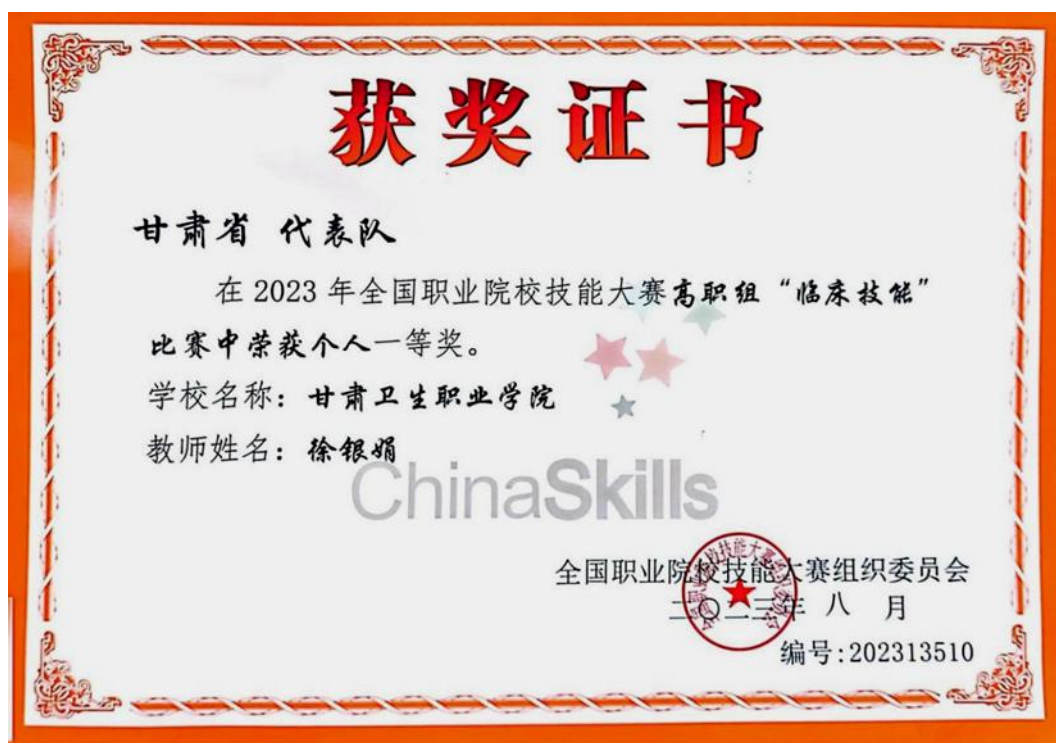 获奖证书
甘肃省 代表队
在 2023 年全国职业院校技能大赛高职组“临床技能”
比赛中荣获个人一等奖。
学校名称：甘肃卫生职业学院
教师姓名：徐银娟
ChinaSkills
全国职业院校技能大赛组织委员会
二〇二三年 八 月
编号:202313510